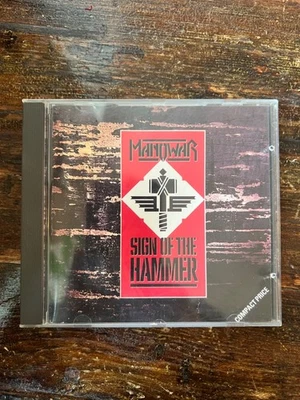 MANOWAR
SIGN OF THE
HAMMER
COMPACT PRICE